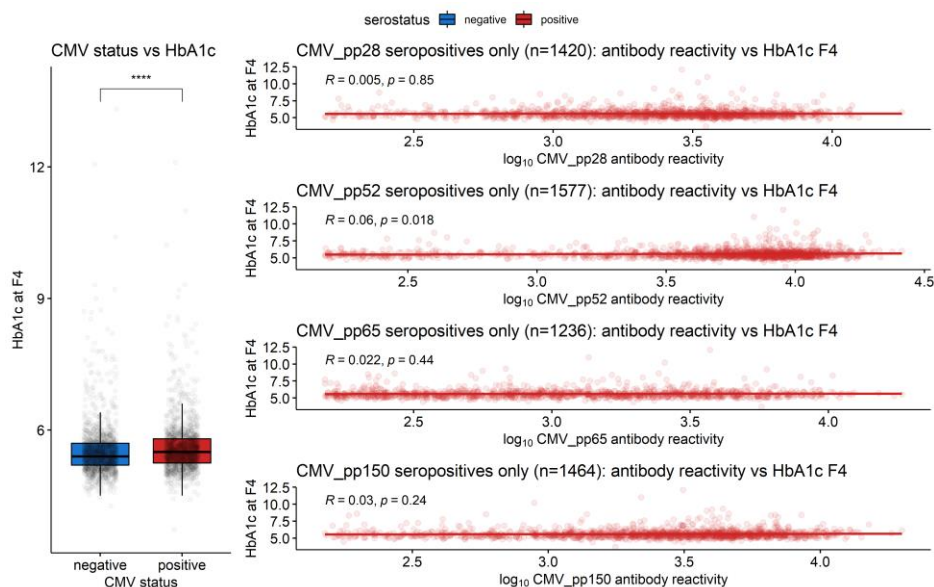 serostatus negative positive
CMV status vs HbA1c
****
HbA1c at F4
12
9
6
negative positive
CMV status
CMV_pp28 seropositives only (n=1420): antibody reactivity vs HbA1c F4
HbA1c at F4
12.5
10.0
7.5
5.0
R = 0.005, p = 0.85
2.5 3.0 3.5 4.0
log₁₀ CMV_pp28 antibody reactivity
CMV_pp52 seropositives only (n=1577): antibody reactivity vs HbA1c F4
HbA1c at F4
12.5
10.0
7.5
5.0
R = 0.06, p = 0.018
2.5 3.0 3.5 4.0 4.5
log₁₀ CMV_pp52 antibody reactivity
CMV_pp65 seropositives only (n=1236): antibody reactivity vs HbA1c F4
HbA1c at F4
12.5
10.0
7.5
5.0
R = 0.022, p = 0.44
2.5 3.0 3.5 4.0
log₁₀ CMV_pp65 antibody reactivity
CMV_pp150 seropositives only (n=1464): antibody reactivity vs HbA1c F4
HbA1c at F4
12.5
10.0
7.5
5.0
R = 0.03, p = 0.24
2.5 3.0 3.5 4.0
log₁₀ CMV_pp150 antibody reactivity